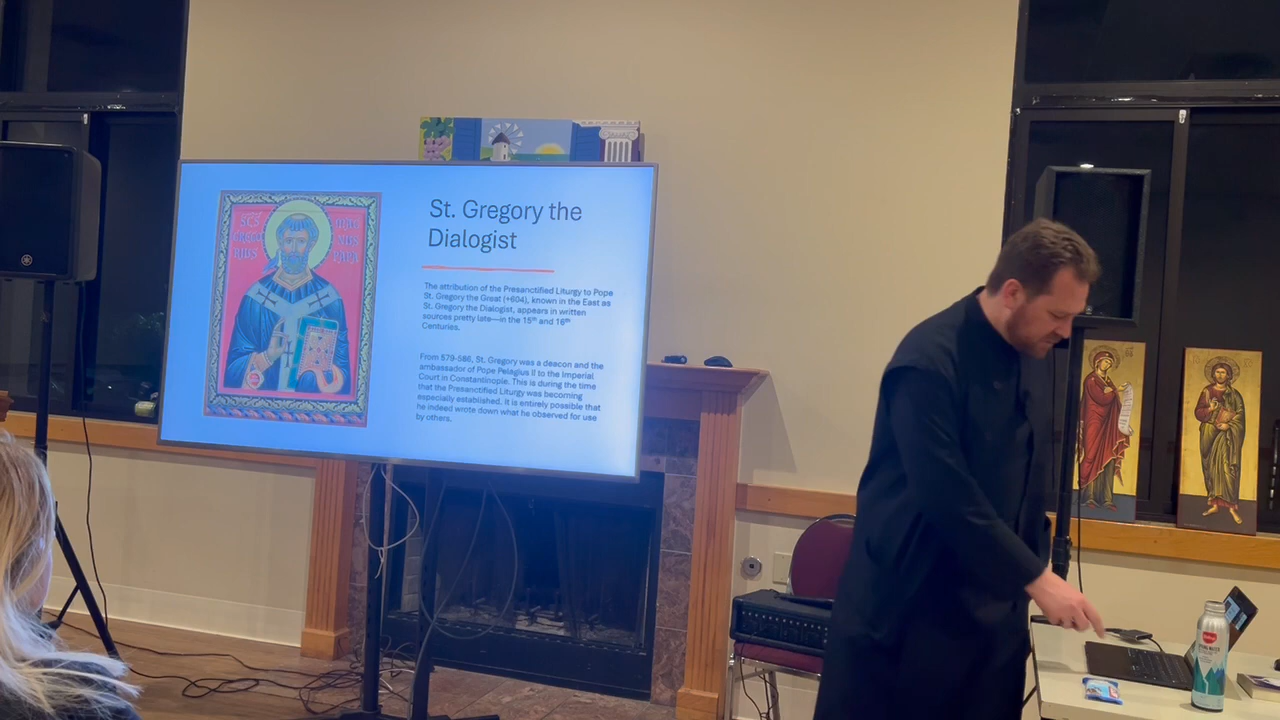 St. Gregory the
Dialogist
The attribution of the Presanctified Liturgy to Pope
St. Gregory the Great (+604), known in the East as
St. Gregory the Dialogist, appears in written
sources pretty late—in the 15th and 16th
Centuries.
From 579-586, St. Gregory was a deacon and the
ambassador of Pope Pelagius II to the Imperial
Court in Constantinople. This is during the time
that the Presanctified Liturgy was becoming
especially established. It is entirely possible that
he indeed wrote down what he observed for use
by others.